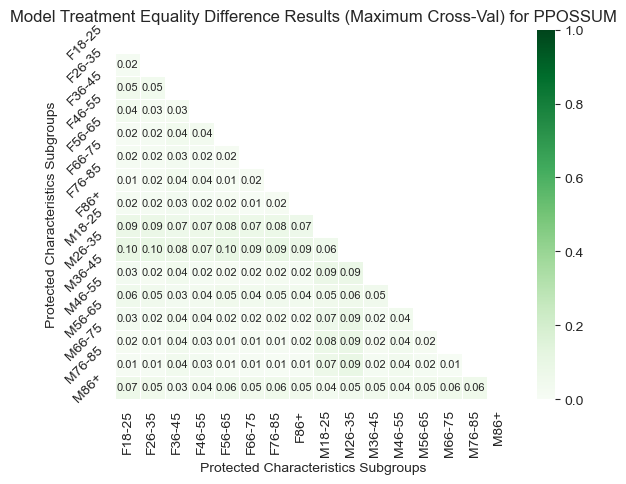 Model Treatment Equality Difference Results (Maximum Cross-Val) for PPOSSUM
Protected Characteristics Subgroups
F18-25
F26-35 0.02
F36-45 0.05 0.05
F46-55 0.04 0.03 0.03
F56-65 0.02 0.02 0.04 0.04
F66-75 0.02 0.02 0.03 0.02 0.02
F76-85 0.01 0.02 0.04 0.04 0.01 0.02
F86+ 0.02 0.02 0.03 0.02 0.02 0.01 0.02
M18-25 0.09 0.09 0.07 0.07 0.08 0.07 0.08 0.07
M26-35 0.10 0.10 0.08 0.07 0.10 0.09 0.09 0.09 0.06
M36-45 0.03 0.02 0.04 0.02 0.02 0.02 0.02 0.02 0.09 0.09
M46-55 0.06 0.05 0.03 0.04 0.05 0.04 0.05 0.04 0.05 0.06 0.05
M56-65 0.03 0.02 0.04 0.04 0.02 0.02 0.02 0.02 0.07 0.09 0.02 0.04
M66-75 0.02 0.01 0.04 0.03 0.01 0.01 0.02 0.01 0.08 0.09 0.02 0.04 0.02
M76-85 0.01 0.01 0.04 0.03 0.01 0.01 0.01 0.01 0.07 0.09 0.02 0.04 0.02 0.01
M86+ 0.07 0.05 0.03 0.04 0.06 0.05 0.06 0.05 0.04 0.05 0.05 0.04 0.05 0.06 0.06
F18-25 F26-35 F36-45 F46-55 F56-65 F66-75 F76-85 F86+ M18-25 M26-35 M36-45 M46-55 M56-65 M66-75 M76-85 M86+
Protected Characteristics Subgroups
1.0
0.8
0.6
0.4
0.2
0.0